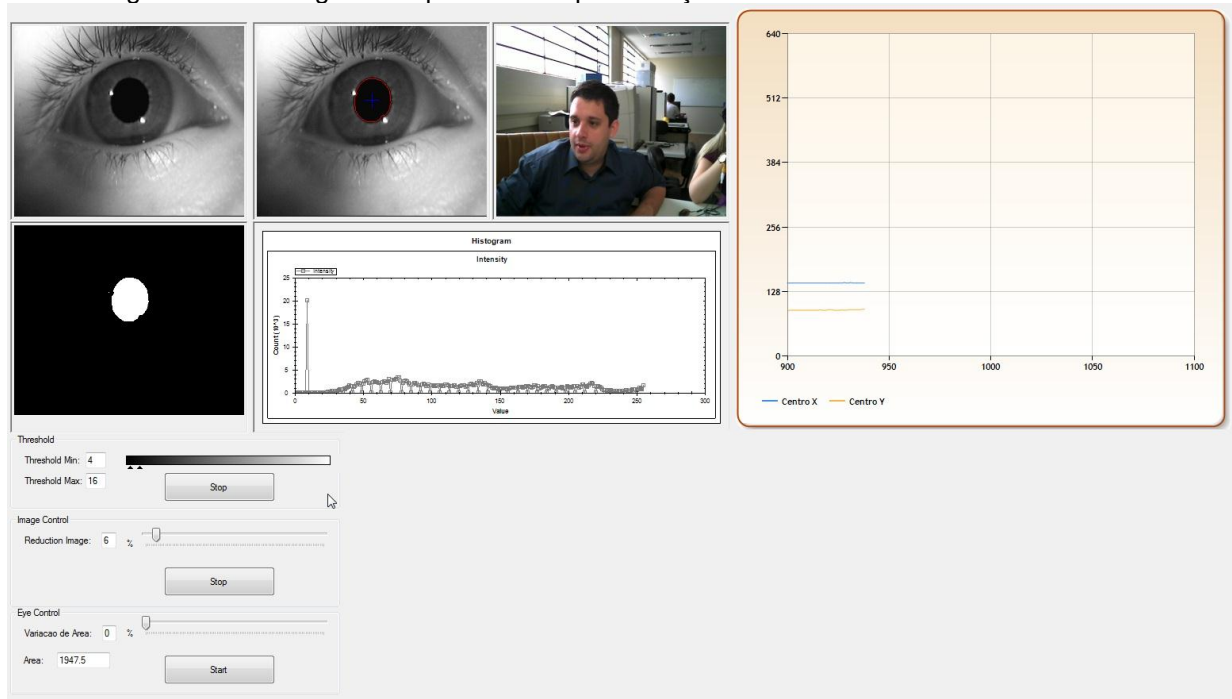 Histogram
Intensity
Intensity
Count (10^3)
25
20
15
10
5
0
0 50 100 150 200 250 300
Value
640
512
384
256
128
0
900 950 1000 1050 1100
Centro X Centro Y
Threshold
Threshold Min: 4
Threshold Max: 16
Stop
Image Control
Reduction Image: 6 %
Stop
Eye Control
Variacao de Area: 0 %
Area: 1947.5
Start